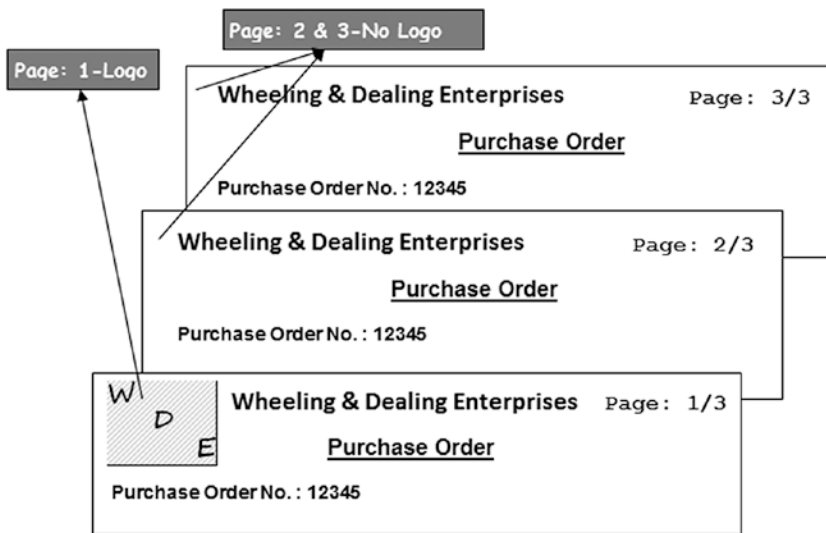 Page: 2 & 3-No Logo
Page: 1-Logo
Wheeling & Dealing Enterprises Page: 3/3
Purchase Order
Purchase Order No. : 12345
Wheeling & Dealing Enterprises Page: 2/3
Purchase Order
Purchase Order No. : 12345
W
D
E
Wheeling & Dealing Enterprises Page: 1/3
Purchase Order
Purchase Order No. : 12345